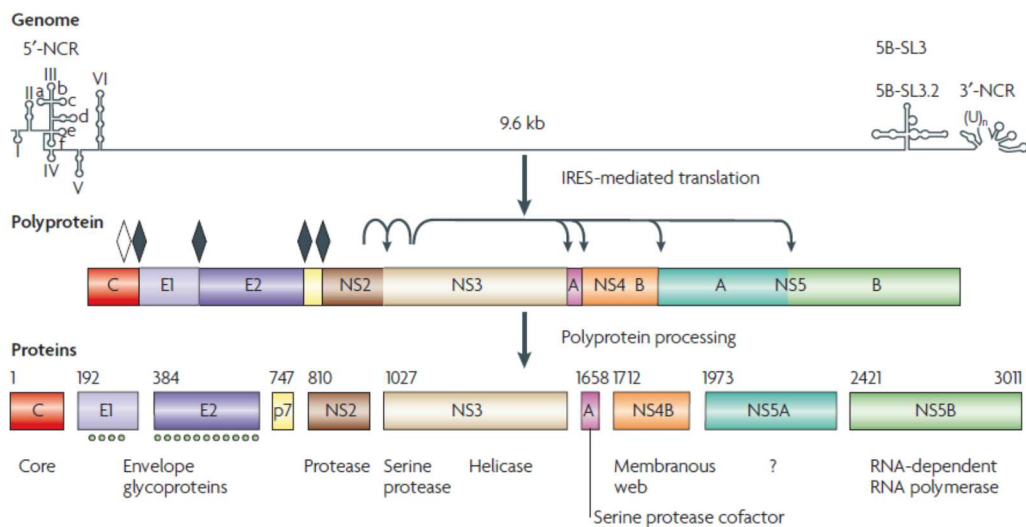 Genome
5'-NCR
5B-SL3
III
VI
II a b
c
5B-SL3.2
3'-NCR
d
(U)n
V
e
9.6 kb
I
f
IV
V
IRES-mediated translation
Polyprotein
C E1 E2 NS2 NS3 A NS4 B A NS5 B
Polyprotein processing
Proteins
1 192 384 747 810 1027 1658 1712 1973 2421 3011
C E1 E2 p7 NS2 NS3 A NS4B NS5A NS5B
Core Envelope glycoproteins Protease Serine protease Helicase Membranous web ? RNA-dependent RNA polymerase
Serine protease cofactor